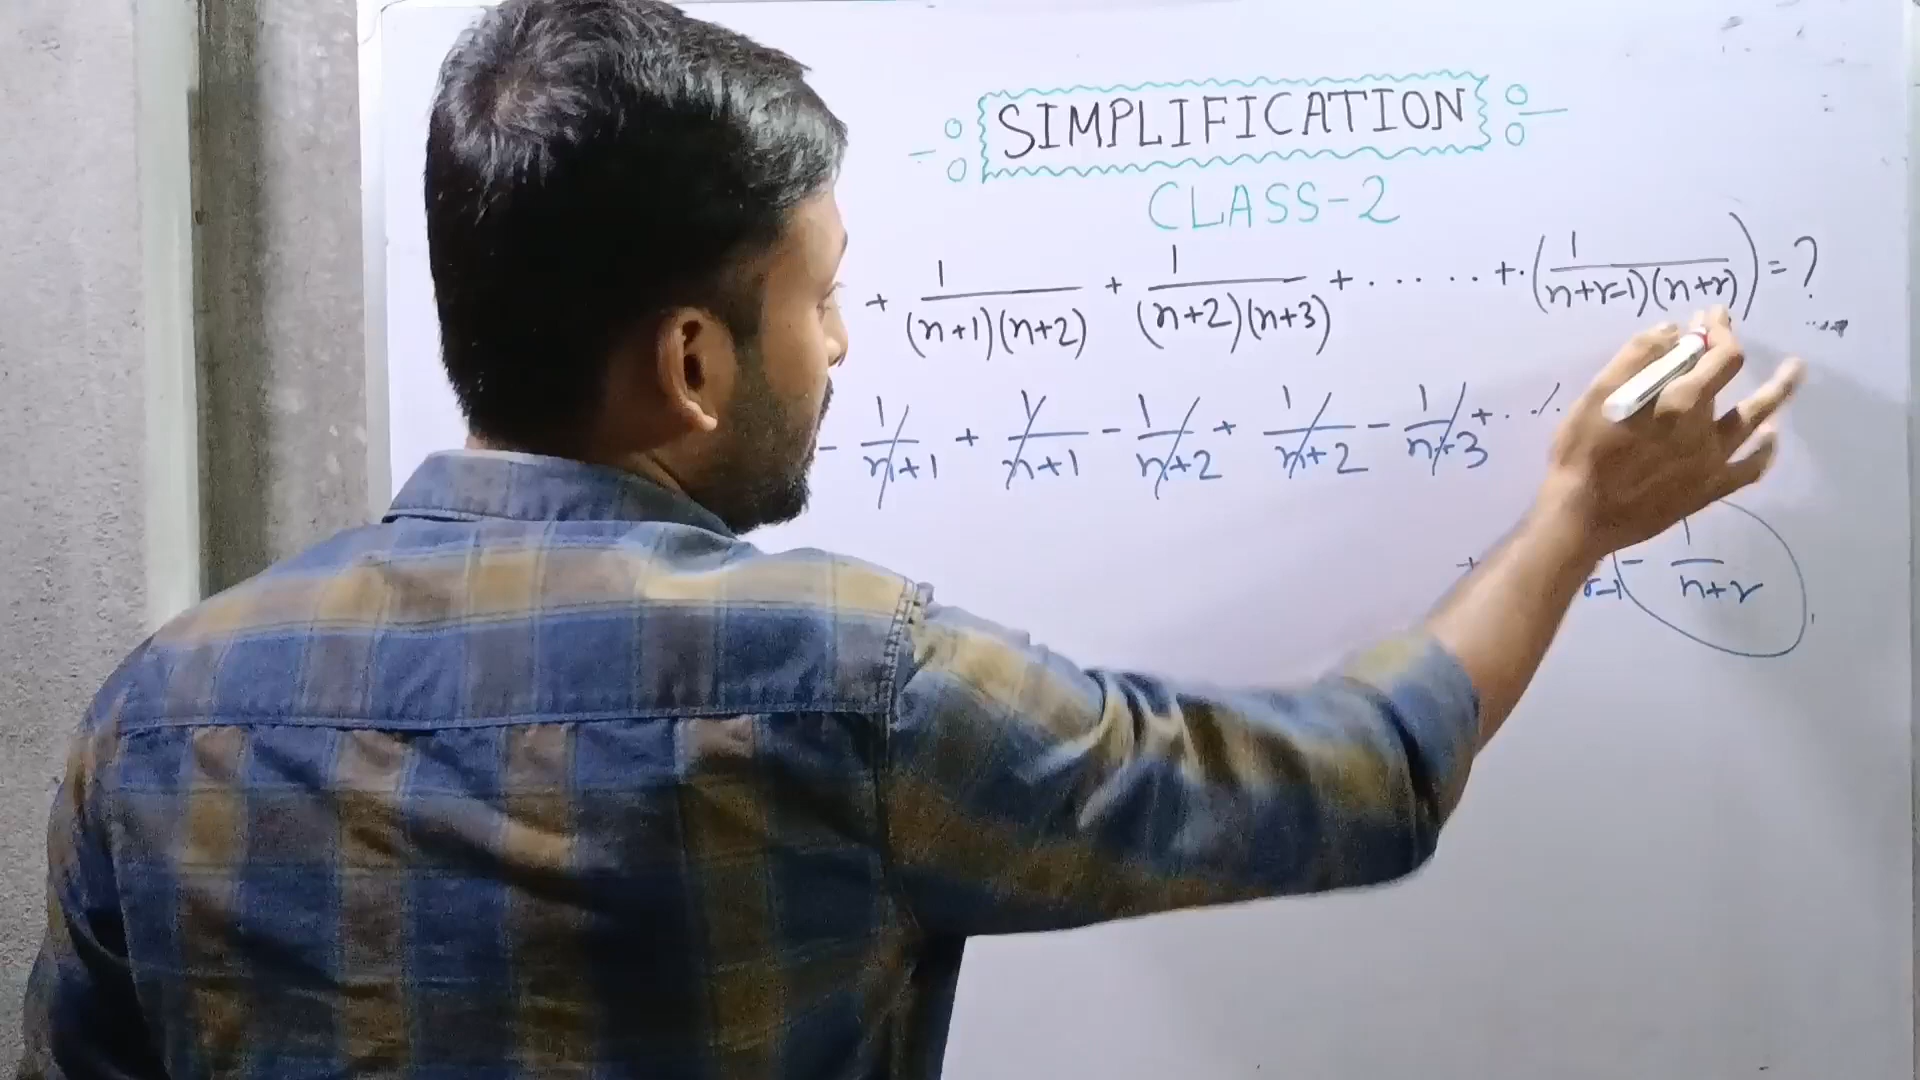 SIMPLIFICATION
CLASS-2
+ 1/(n+1)(n+2) + 1/(n+2)(n+3) + ...... + (1/(n+r-1)(n+r)) = ?
- 1/n+1 + 1/n+1 - 1/n+2 + 1/n+2 - 1/n+3 + ...
+ r-1 - 1/n+r